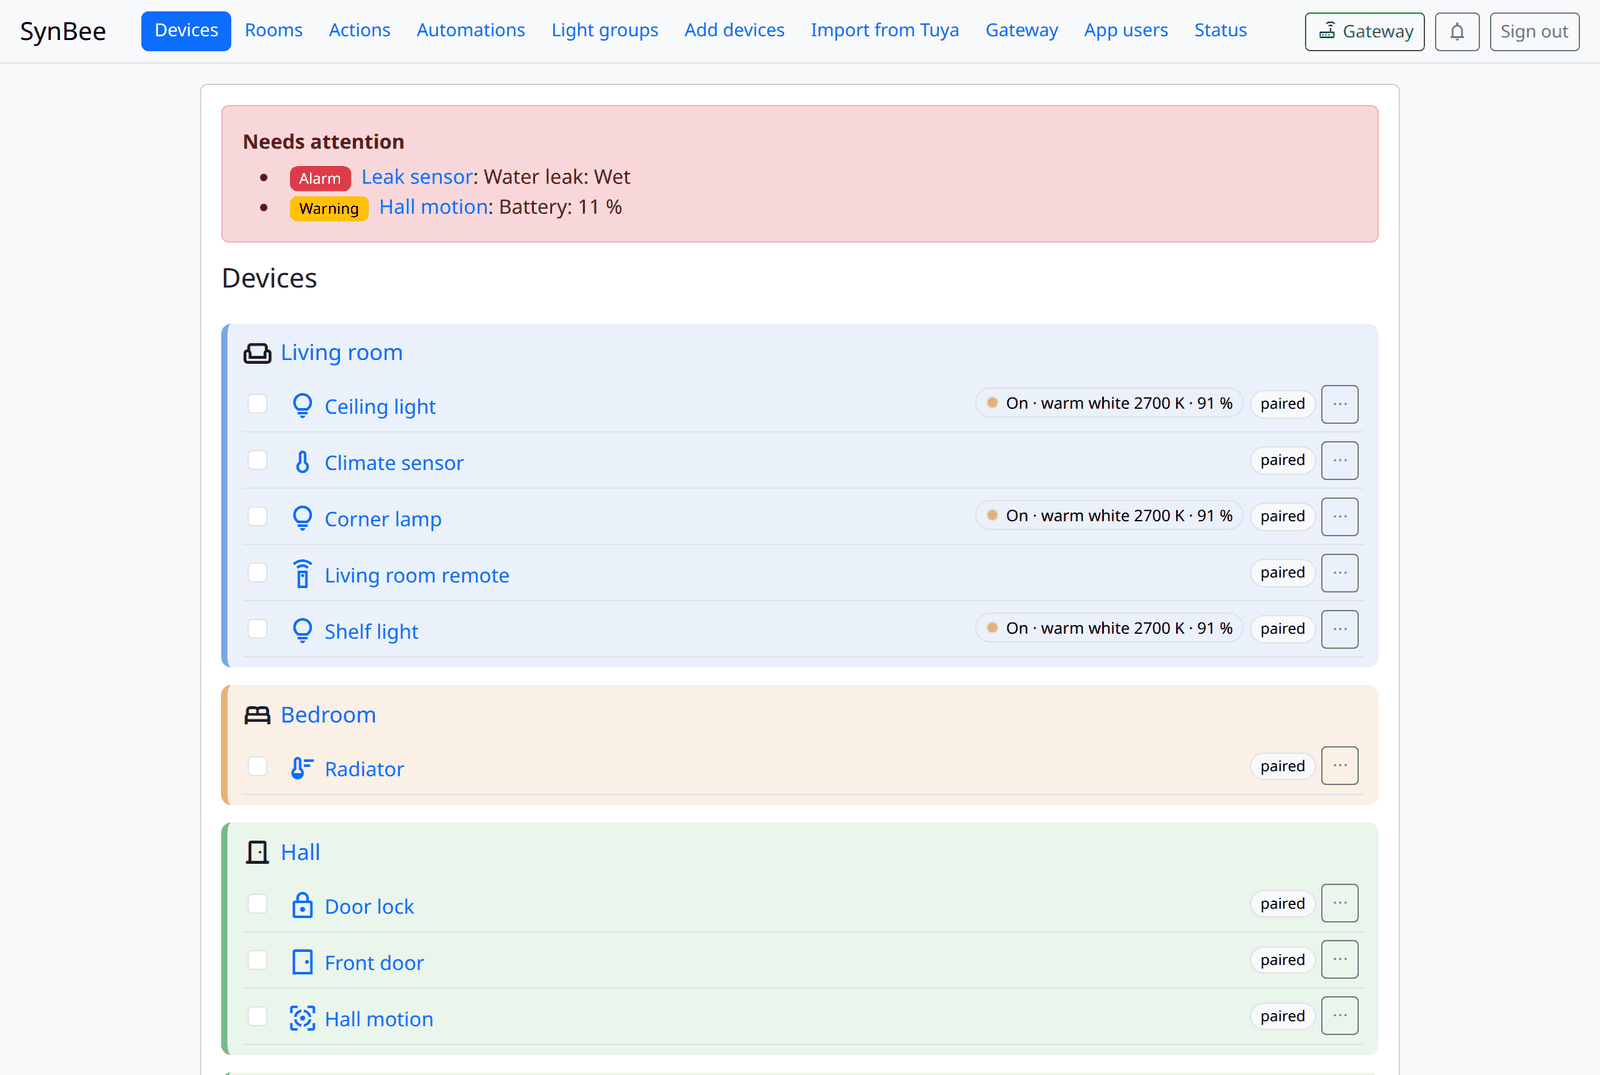 SynBee Devices Rooms Actions Automations Light groups Add devices Import from Tuya Gateway App users Status Gateway Sign out
Needs attention
• Alarm Leak sensor: Water leak: Wet
• Warning Hall motion: Battery: 11 %
Devices
Living room
Ceiling light On · warm white 2700 K · 91 % paired ...
Climate sensor paired ...
Corner lamp On · warm white 2700 K · 91 % paired ...
Living room remote paired ...
Shelf light On · warm white 2700 K · 91 % paired ...
Bedroom
Radiator paired ...
Hall
Door lock paired ...
Front door paired ...
Hall motion paired ...